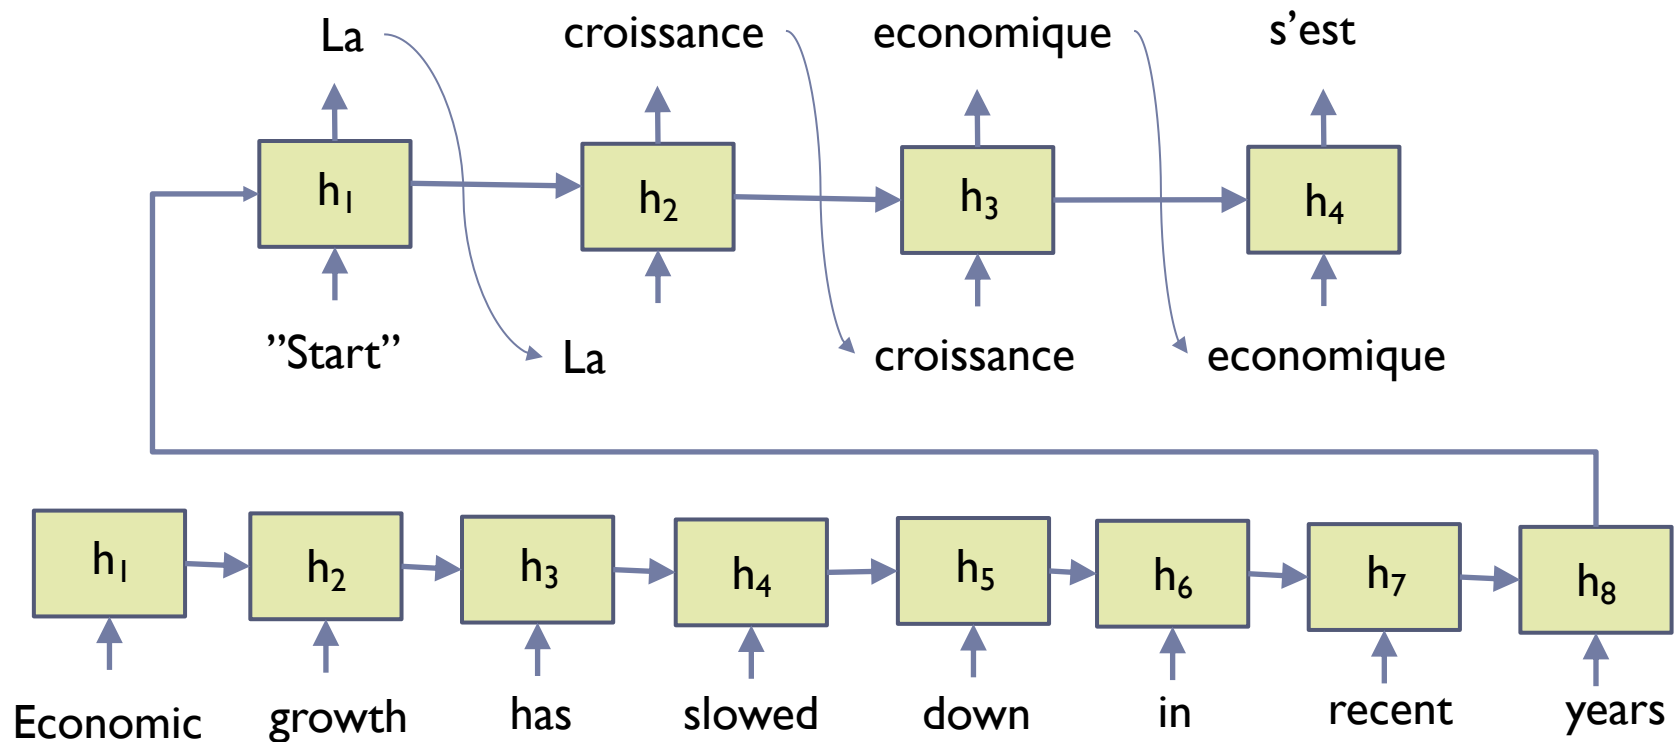 La croissance economique s'est
h1 h2 h3 h4
”Start” La croissance economique
h1 h2 h3 h4 h5 h6 h7 h8
Economic growth has slowed down in recent years